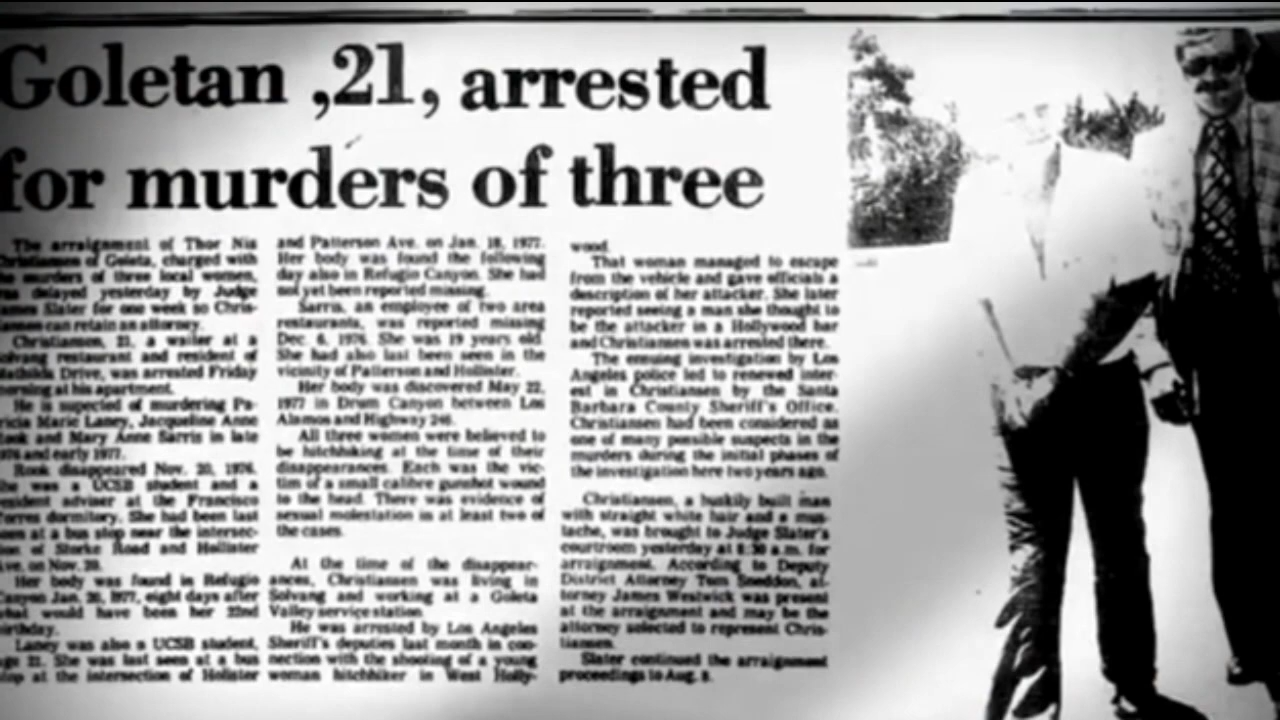 Goletan ,21, arrested
for murders of three
The arraignment of Thor Nis
Christiansen of Goleta, charged with
the murders of three local women,
was delayed yesterday by Judge
James Slater for one week so Chris-
tiansen can retain an attorney.
Christiansen, 21, a waiter at a
Solvang restaurant and resident of
Mathilda Drive, was arrested Friday
morning at his apartment.
He is suspected of murdering Pa-
tricia Marie Laney, Jacqueline Anne
Rook and Mary Anne Sarris in late
1976 and early 1977.
Rook disappeared Nov. 20, 1976.
She was a UCSB student and a
resident adviser at the Francisco
Torres dormitory. She had been last
seen at a bus stop near the intersec-
tion of Storke Road and Hollister
Ave. on Nov. 20.
Her body was found in Refugio
Canyon Jan. 20, 1977, eight days after
what would have been her 22nd
birthday.
Laney was also a UCSB student,
age 21. She was last seen at a bus
stop at the intersection of Hollister
and Patterson Ave. on Jan. 18, 1977.
Her body was found the following
day also in Refugio Canyon. She had
not yet been reported missing.
Sarris, an employee of two area
restaurants, was reported missing
Dec. 6, 1976. She was 19 years old.
She had also last been seen in the
vicinity of Patterson and Hollister.
Her body was discovered May 22,
1977 in Drum Canyon between Los
Alamos and Highway 246.
All three women were believed to
be hitchhiking at the time of their
disappearances. Each was the vic-
tim of a small calibre gunshot wound
to the head. There was evidence of
sexual molestation in at least two of
the cases.
At the time of the disappear-
ances, Christiansen was living in
Solvang and working at a Goleta
Valley service station.
He was arrested by Los Angeles
Sheriff's deputies last month in con-
nection with the shooting of a young
woman hitchhiker in West Holly-
wood.
That woman managed to escape
from the vehicle and gave officials a
description of her attacker. She later
reported seeing a man she thought to
be the attacker in a Hollywood bar
and Christiansen was arrested there.
The ensuing investigation by Los
Angeles police led to renewed inter-
est in Christiansen by the Santa
Barbara County Sheriff's Office.
Christiansen had been considered as
one of many possible suspects in the
murders during the initial phases of
the investigation here two years ago.
Christiansen, a huskily built man
with straight white hair and a mus-
tache, was brought to Judge Slater's
courtroom yesterday at 8:30 a.m. for
arraignment. According to Deputy
District Attorney Tom Sneddon, at-
torney James Westwick was present
at the arraignment and may be the
attorney selected to represent Chris-
tiansen.
Slater continued the arraignment
proceedings to Aug. 8.